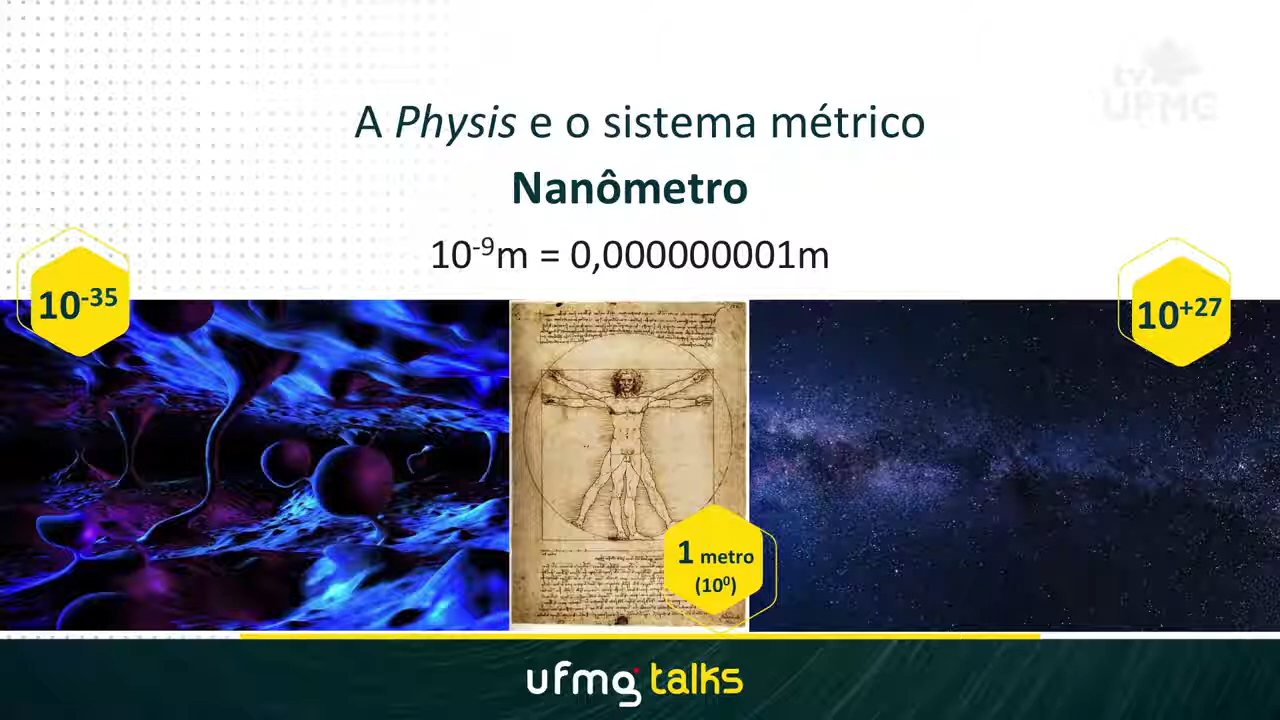 tv
UFMG
A Physis e o sistema métrico
Nanômetro
10⁻⁹m = 0,000000001m
10⁻³⁵
10⁺²⁷
1 metro
(10⁰)
ufmg talks